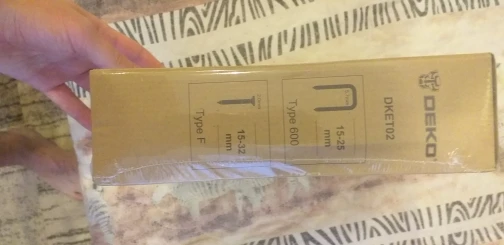 DEKO
DKET02
15-25
mm
Type 600
15-32
mm
Type F